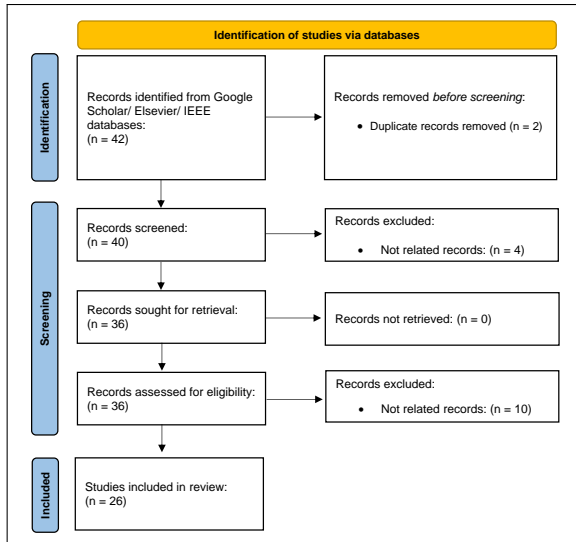 Identification of studies via databases
Identification
Records identified from Google
Scholar/ Elsevier/ IEEE
databases:
(n = 42)
Records removed before screening:
• Duplicate records removed (n = 2)
Screening
Records screened:
(n = 40)
Records excluded:
• Not related records: (n = 4)
Records sought for retrieval:
(n = 36)
Records not retrieved: (n = 0)
Records assessed for eligibility:
(n = 36)
Records excluded:
• Not related records: (n = 10)
Included
Studies included in review:
(n = 26)